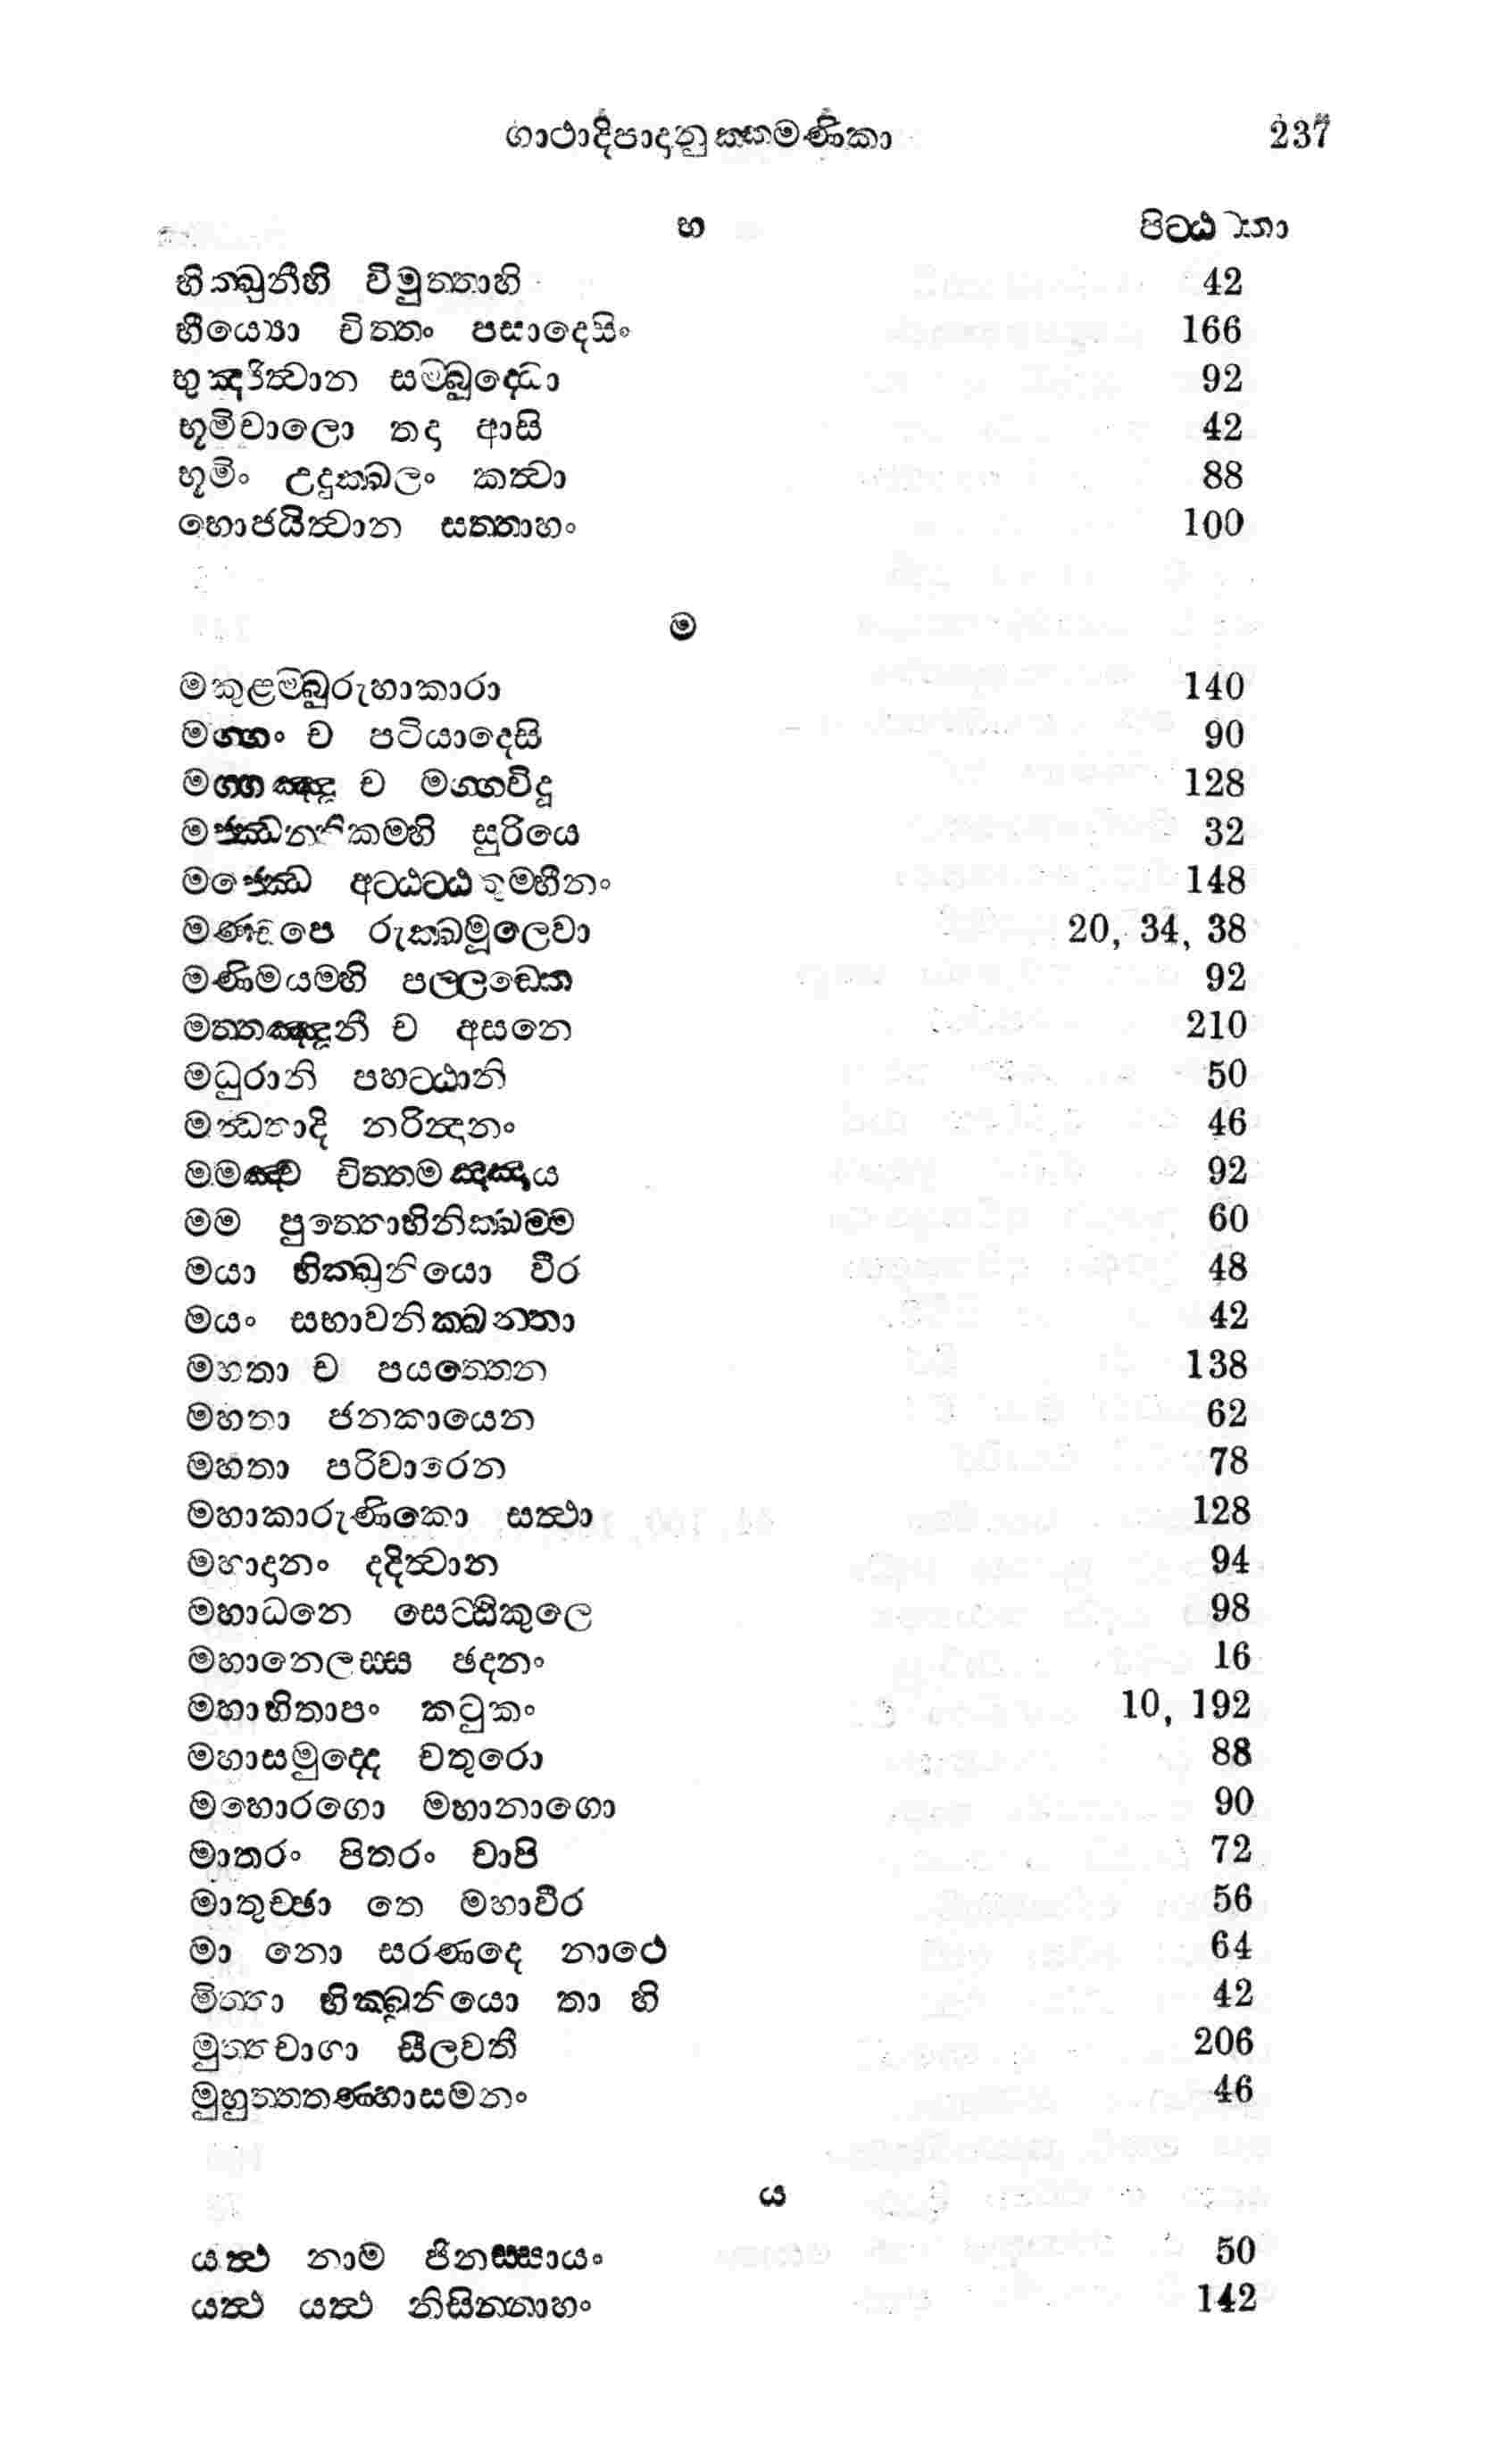 ගාථාදිපාදානුක්කමණිකා 237
භ පිට්ඨඞ්කා
භික්ඛුනීහි විමුත්තාහි 42
භීය්‍යො චිත්තං පසාදෙසිං 166
භුඤ්ජිත්වාන සම්බුද්ධො 92
භූමිචාලො තදා ආසි 42
භූමිං උදුක්ඛලං කත්වා 88
භොජයිත්වාන සත්තාහං 100
ම
මකුළම්බුරුහාකාරා 140
මග්ගං ච පටියාදෙසි 90
මග්ගඤ්ඤූ ච මග්ගවිදූ 128
මජ්ඣන්තිකම්හි සුරියෙ 32
මජ්ඣෙ අට්ඨට්ඨකුම්භීනං 148
මණ්ඩපෙ රුක්ඛමූලෙවා 20, 34, 38
මණිමයම්හි පල්ලඞ්කෙ 92
මත්තඤ්ඤූනී ච අසනෙ 210
මධුරානි පහට්ඨානි 50
මන්ධාතාදි නරින්දානං 46
මමඤ්ච චිත්තමඤ්ඤාය 92
මම පුත්තොභිනික්ඛම්ම 60
මයා භික්ඛුනියො වීර 48
මයං සභාවනික්ඛන්තා 42
මහතා ච පයත්තෙන 138
මහතා ජනකායෙන 62
මහතා පරිවාරෙන 78
මහාකාරුණිකො සත්ථා 128
මහාදානං දදිත්වාන 94
මහාධනෙ සෙට්ඨිකුලෙ 98
මහානෙලස්ස ඡදනං 16
මහාභිතාපං කටුකං 10, 192
මහාසමුද්දෙ චතුරො 88
මහොරගො මහානාගො 90
මාතරං පිතරං චාපි 72
මාතුච්ඡා තෙ මහාවීර 56
මා නො සරණදෙ නාථෙ 64
මිත්තා භික්ඛූනියො තා හි 42
මුත්තචාගා සීලවතී 206
මුහුත්තතණ්හාසමනං 46
ය
යත්ථ නාම ජිනස්සායං 50
යත්ථ යත්ථ නිසින්නාහං 142